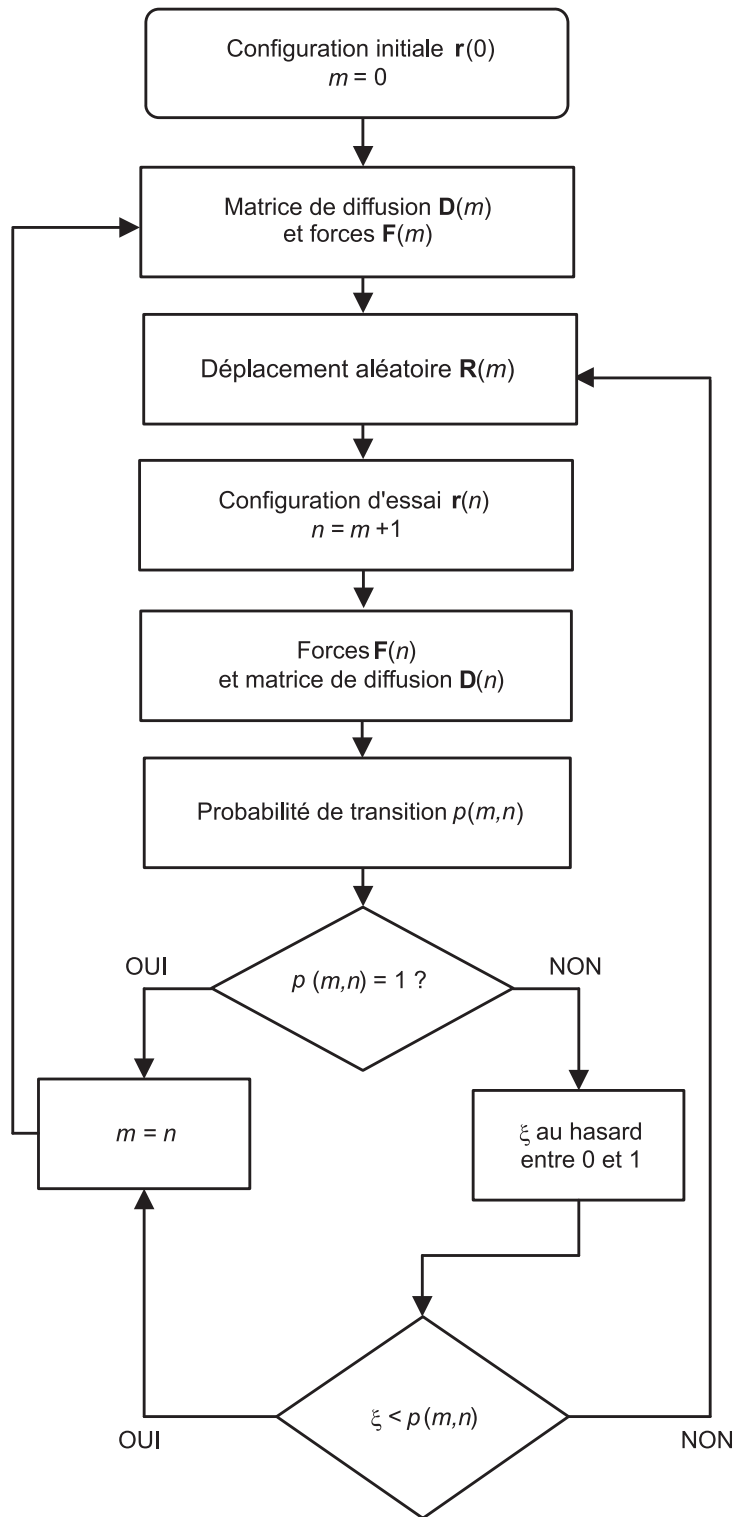 Configuration initiale r(0)
m = 0
Matrice de diffusion D(m)
et forces F(m)
Déplacement aléatoire R(m)
Configuration d'essai r(n)
n = m +1
Forces F(n)
et matrice de diffusion D(n)
Probabilité de transition p(m,n)
OUI
p (m,n) = 1 ?
NON
m = n
ξ au hasard
entre 0 et 1
ξ < p(m,n)
OUI
NON